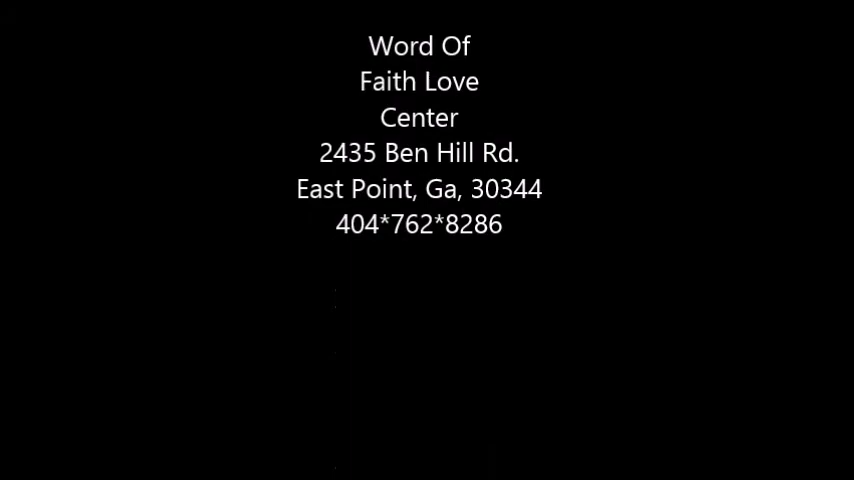 Word Of
Faith Love
Center
2435 Ben Hill Rd.
East Point, Ga, 30344
404*762*8286